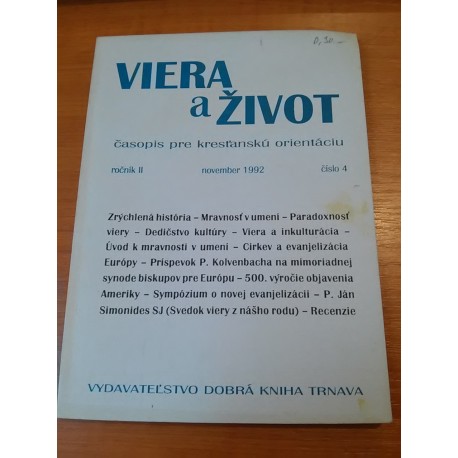 0,30.-
VIERA
a ŽIVOT
časopis pre kresťanskú orientáciu
ročník II november 1992 číslo 4
Zrýchlená história – Mravnosť v umení – Paradoxnosť
viery – Dedičstvo kultúry – Viera a inkulturácia –
Úvod k mravnosti v umení – Cirkev a evanjelizácia
Európy – Príspevok P. Kolvenbacha na mimoriadnej
synode biskupov pre Európu – 500. výročie objavenia
Ameriky – Sympózium o novej evanjelizácii – P. Ján
Simonides SJ (Svedok viery z nášho rodu) – Recenzie
VYDAVATEĽSTVO DOBRÁ KNIHA TRNAVA